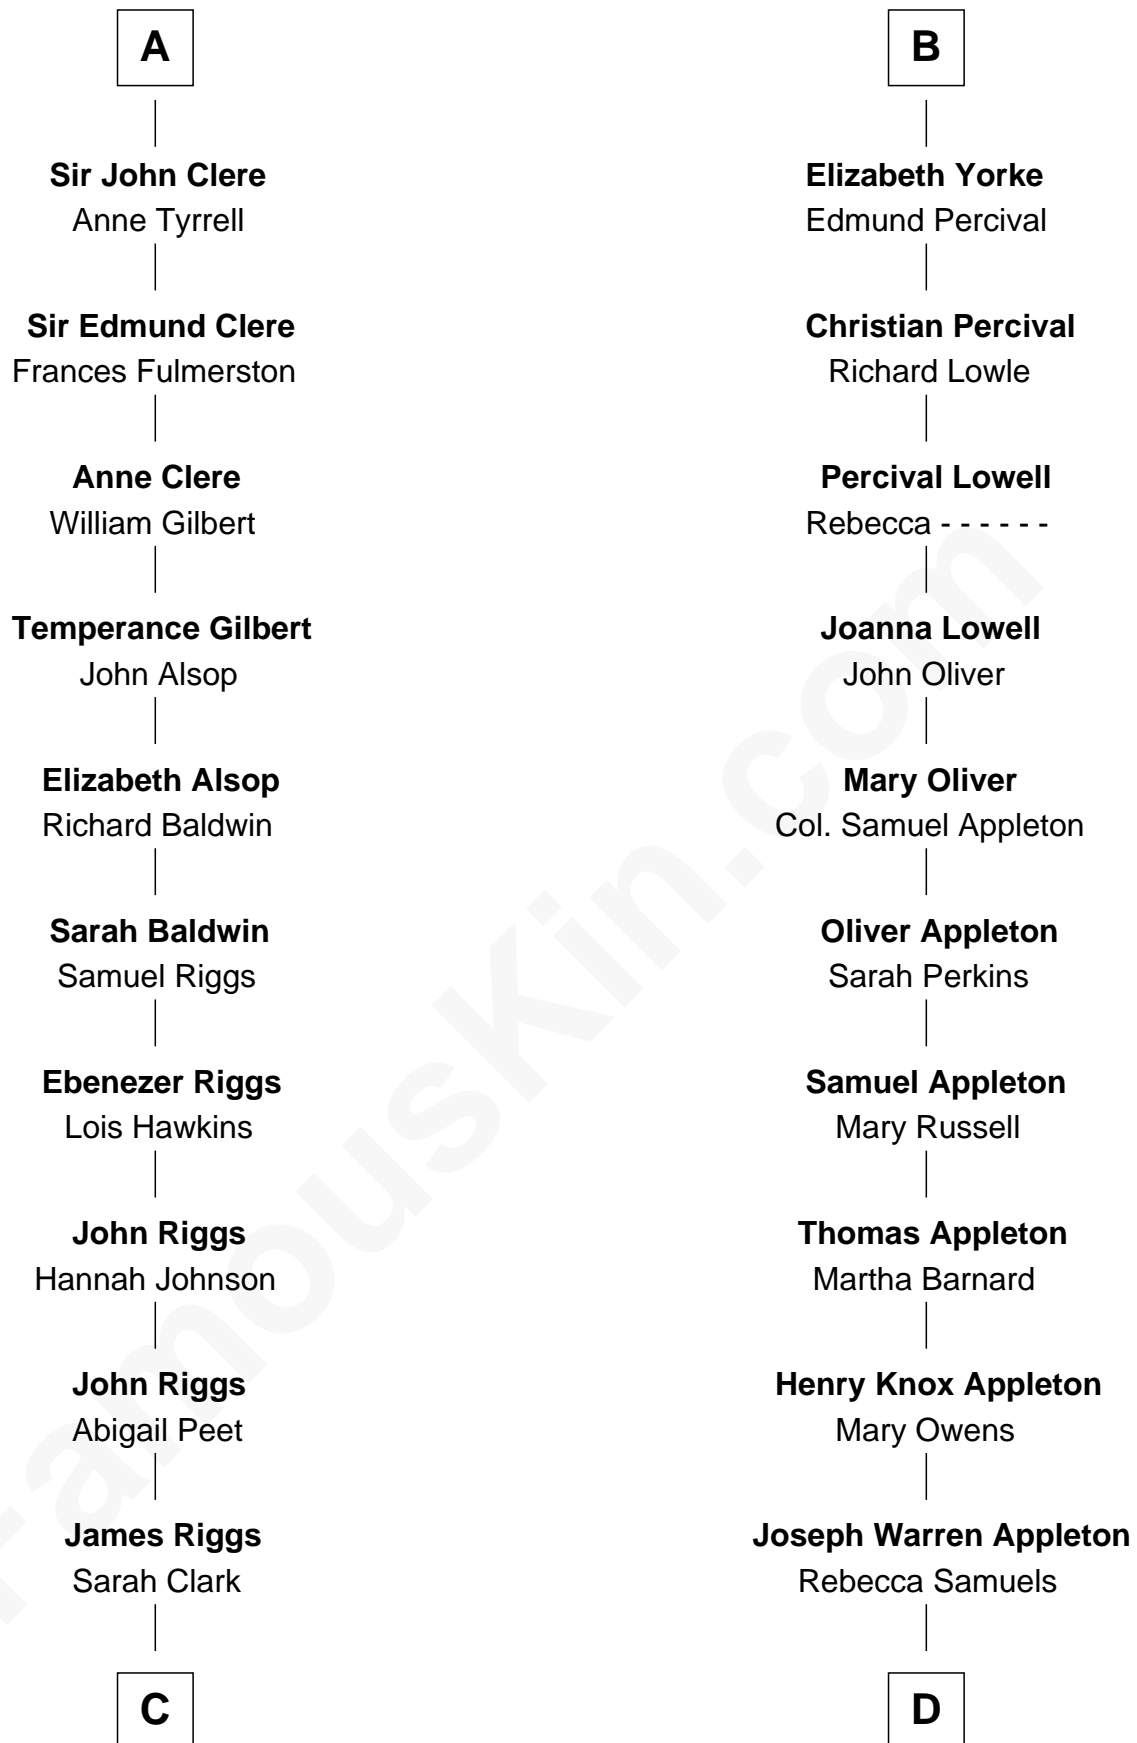 A
Sir John Clere
Anne Tyrrell
Sir Edmund Clere
Frances Fulmerston
Anne Clere
William Gilbert
Temperance Gilbert
John Alsop
Elizabeth Alsop
Richard Baldwin
Sarah Baldwin
Samuel Riggs
Ebenezer Riggs
Lois Hawkins
John Riggs
Hannah Johnson
John Riggs
Abigail Peet
James Riggs
Sarah Clark
C
B
Elizabeth Yorke
Edmund Percival
Christian Percival
Richard Lowle
Percival Lowell
Rebecca - - - - - -
Joanna Lowell
John Oliver
Mary Oliver
Col. Samuel Appleton
Oliver Appleton
Sarah Perkins
Samuel Appleton
Mary Russell
Thomas Appleton
Martha Barnard
Henry Knox Appleton
Mary Owens
Joseph Warren Appleton
Rebecca Samuels
D
FamousKin.com